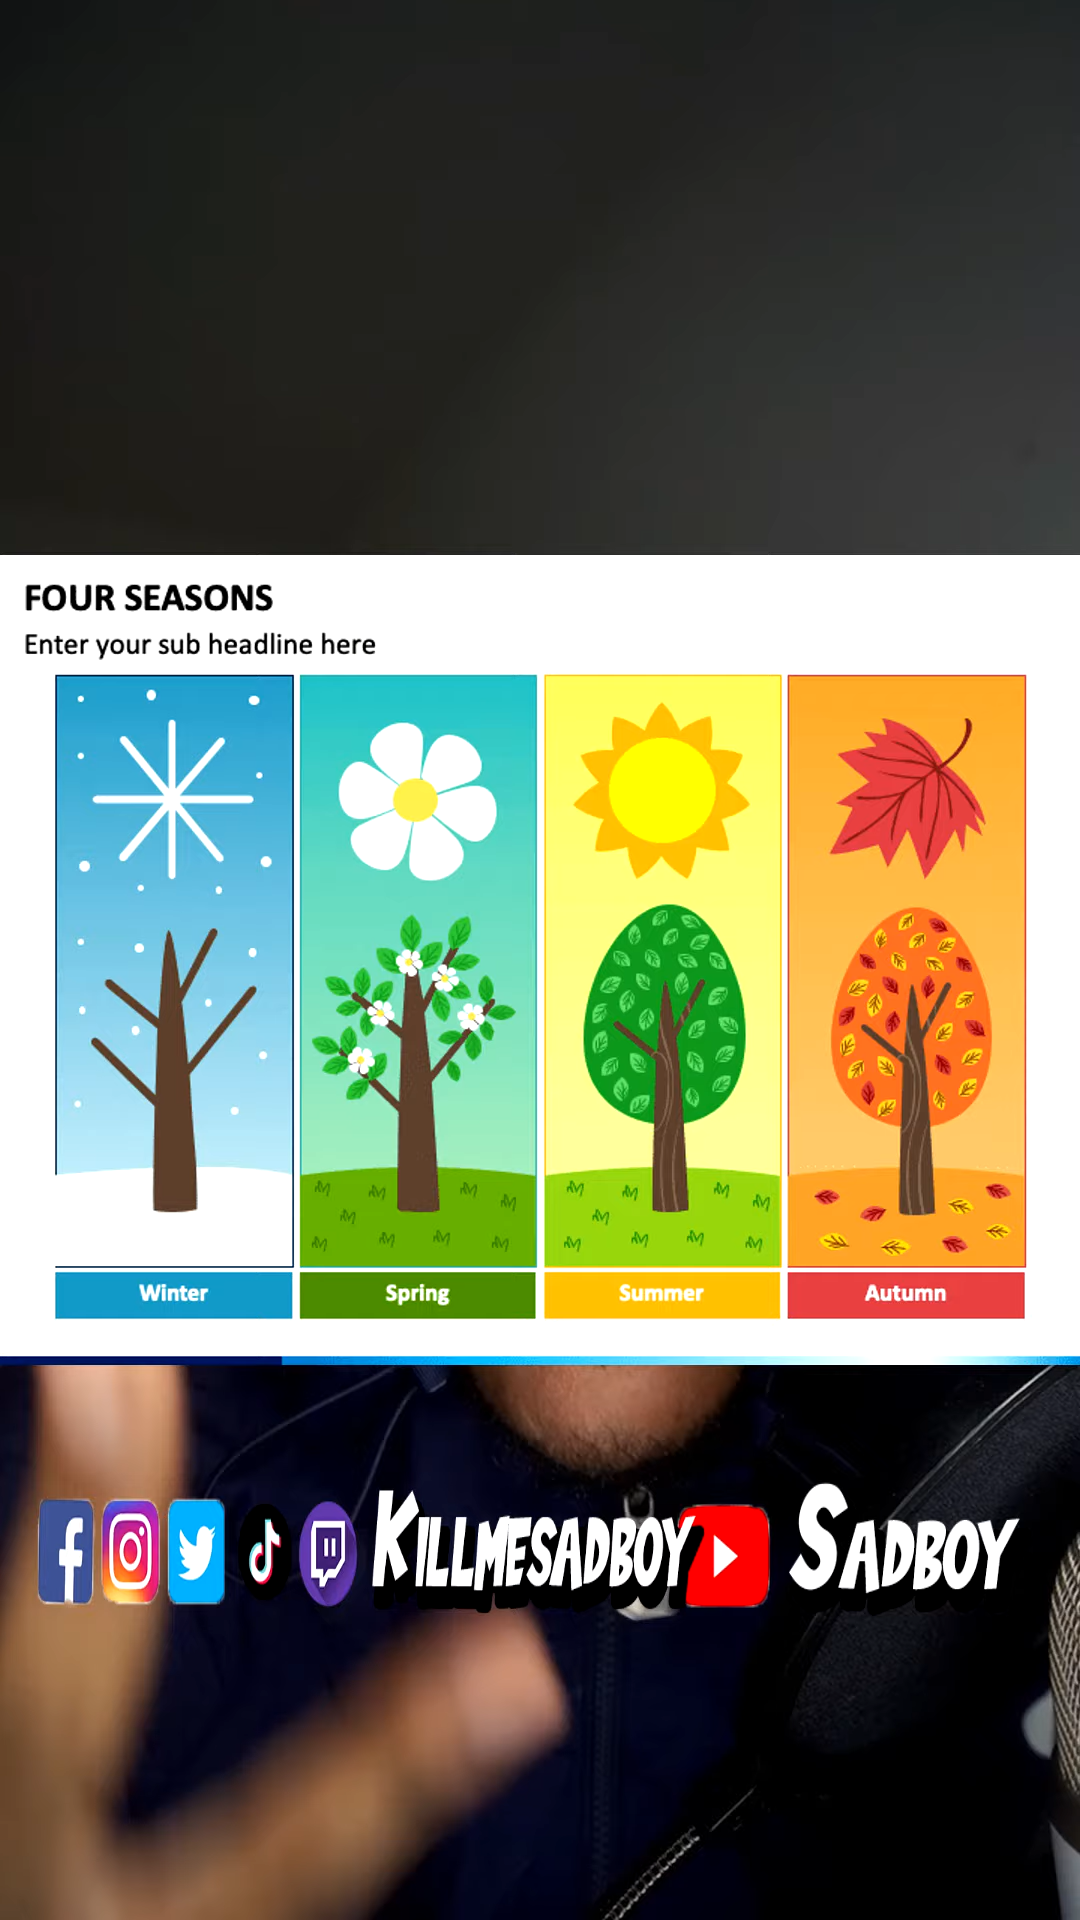 FOUR SEASONS
Enter your sub headline here
Winter
Spring
Summer
Autumn
KILLMESADBOY
SADBOY